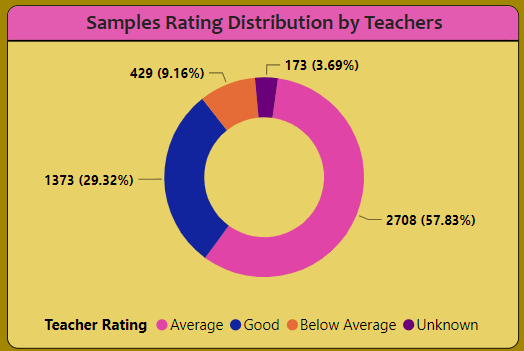 Samples Rating Distribution by Teachers
173 (3.69%)
429 (9.16%)
1373 (29.32%)
2708 (57.83%)
Teacher Rating Average Good Below Average Unknown